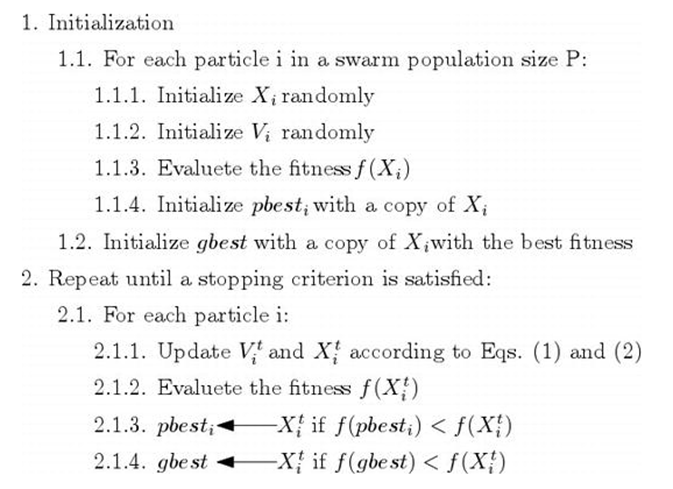 1. Initialization
1.1. For each particle i in a swarm population size P:
1.1.1. Initialize X_i randomly
1.1.2. Initialize V_i randomly
1.1.3. Evaluete the fitness f(X_i)
1.1.4. Initialize pbest_i with a copy of X_i
1.2. Initialize gbest with a copy of X_i with the best fitness
2. Repeat until a stopping criterion is satisfied:
2.1. For each particle i:
2.1.1. Update V_i^t and X_i^t according to Eqs. (1) and (2)
2.1.2. Evaluete the fitness f(X_i^t)
2.1.3. pbest_i ← X_i^t if f(pbest_i) < f(X_i^t)
2.1.4. gbest ← X_i^t if f(gbest) < f(X_i^t)